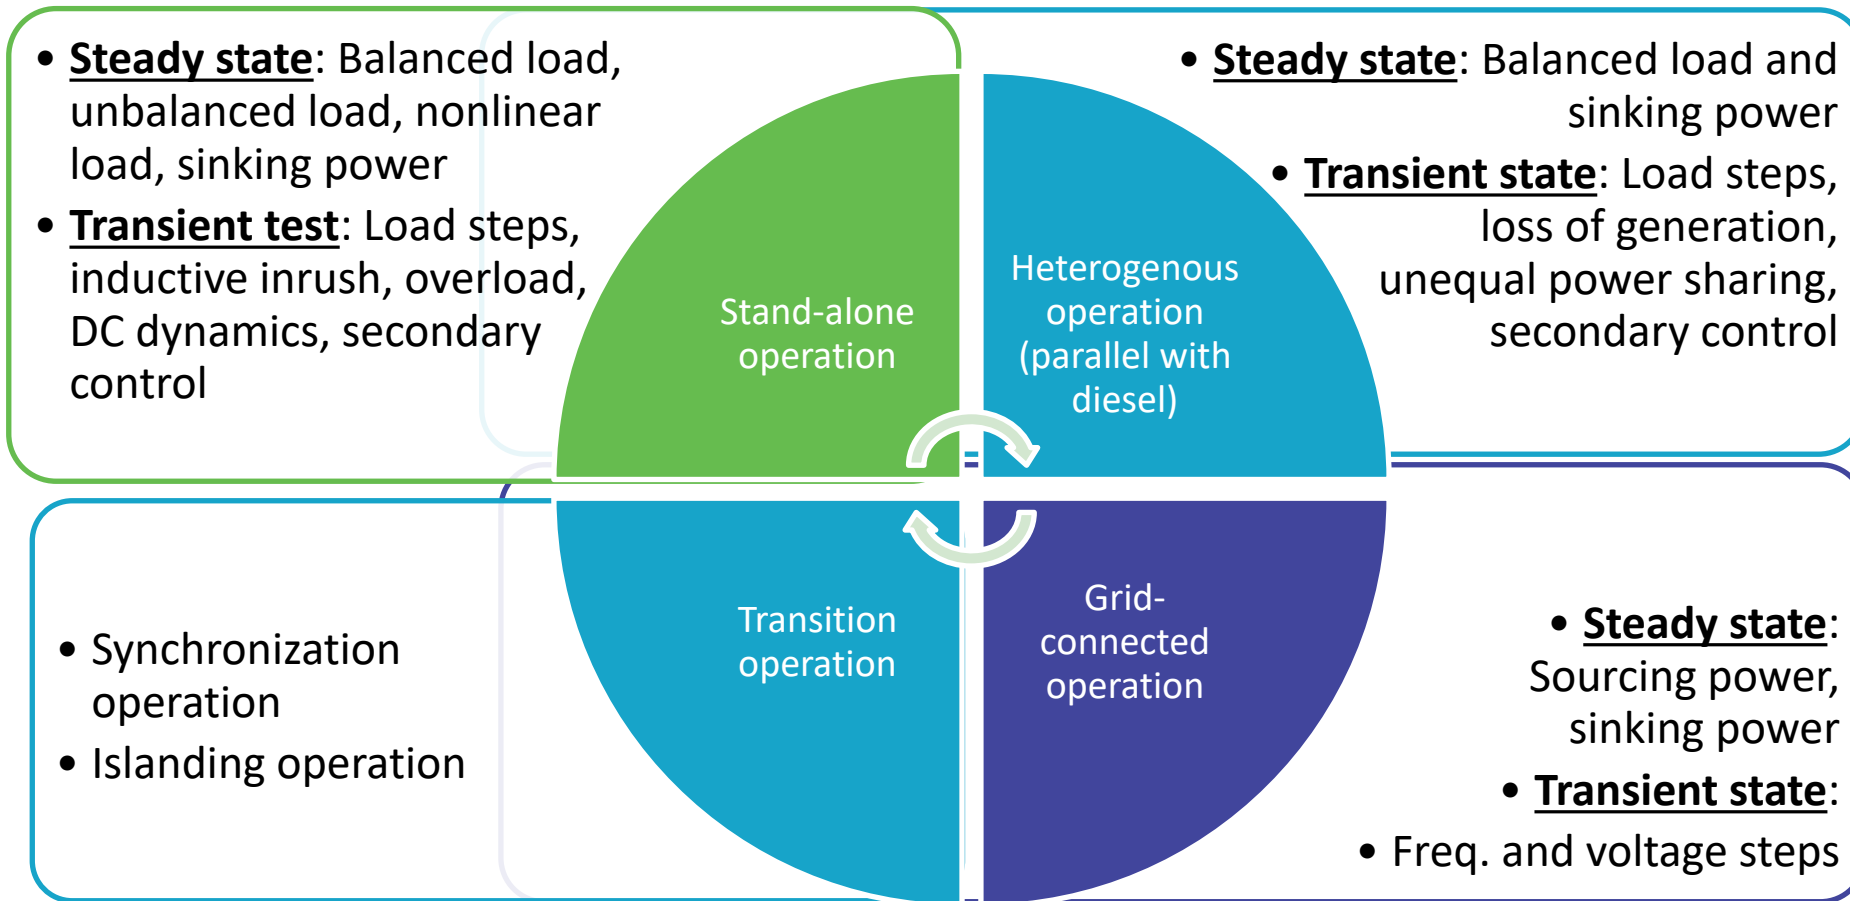 • Steady state: Balanced load,
unbalanced load, nonlinear
load, sinking power
• Transient test: Load steps,
inductive inrush, overload,
DC dynamics, secondary
control
• Steady state: Balanced load and
sinking power
• Transient state: Load steps,
loss of generation,
unequal power sharing,
secondary control
Stand-alone
operation
Heterogenous
operation
(parallel with
diesel)
Transition
operation
Grid-
connected
operation
• Synchronization
operation
• Islanding operation
• Steady state:
Sourcing power,
sinking power
• Transient state:
• Freq. and voltage steps